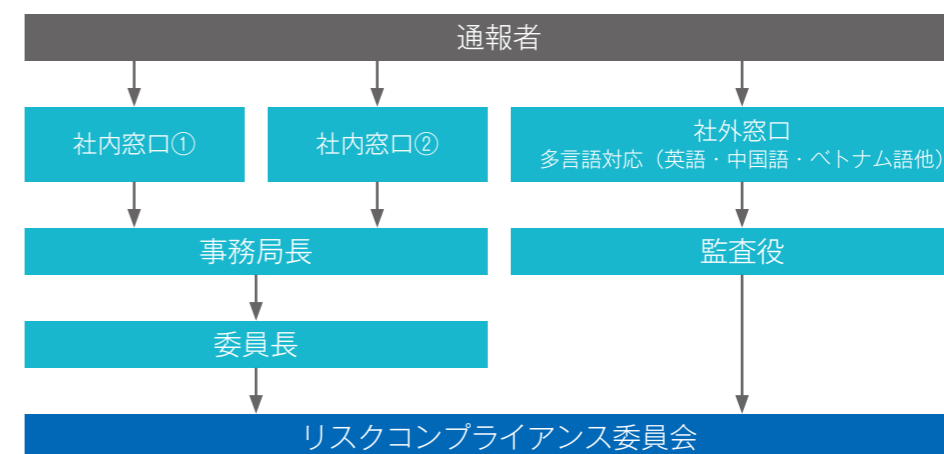 通報者
社内窓口①
社内窓口②
社外窓口
多言語対応（英語・中国語・ベトナム語他）
事務局長
監査役
委員長
リスクコンプライアンス委員会